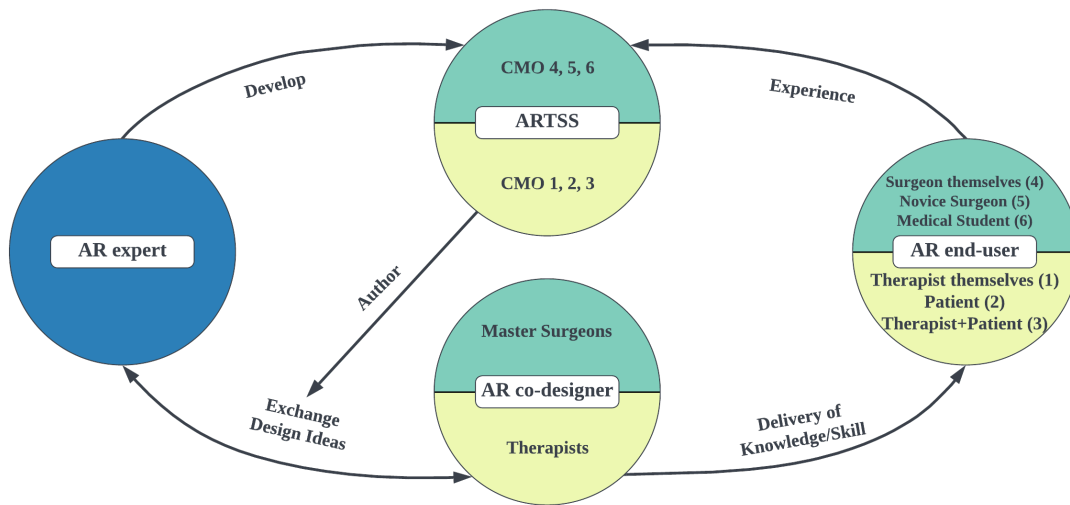 CMO 4, 5, 6
ARTSS
CMO 1, 2, 3
Develop
Experience
AR expert
Surgeon themselves (4)
Novice Surgeon (5)
Medical Student (6)
AR end-user
Therapist themselves (1)
Patient (2)
Therapist+Patient (3)
Author
Master Surgeons
AR co-designer
Therapists
Exchange
Design Ideas
Delivery of
Knowledge/Skill